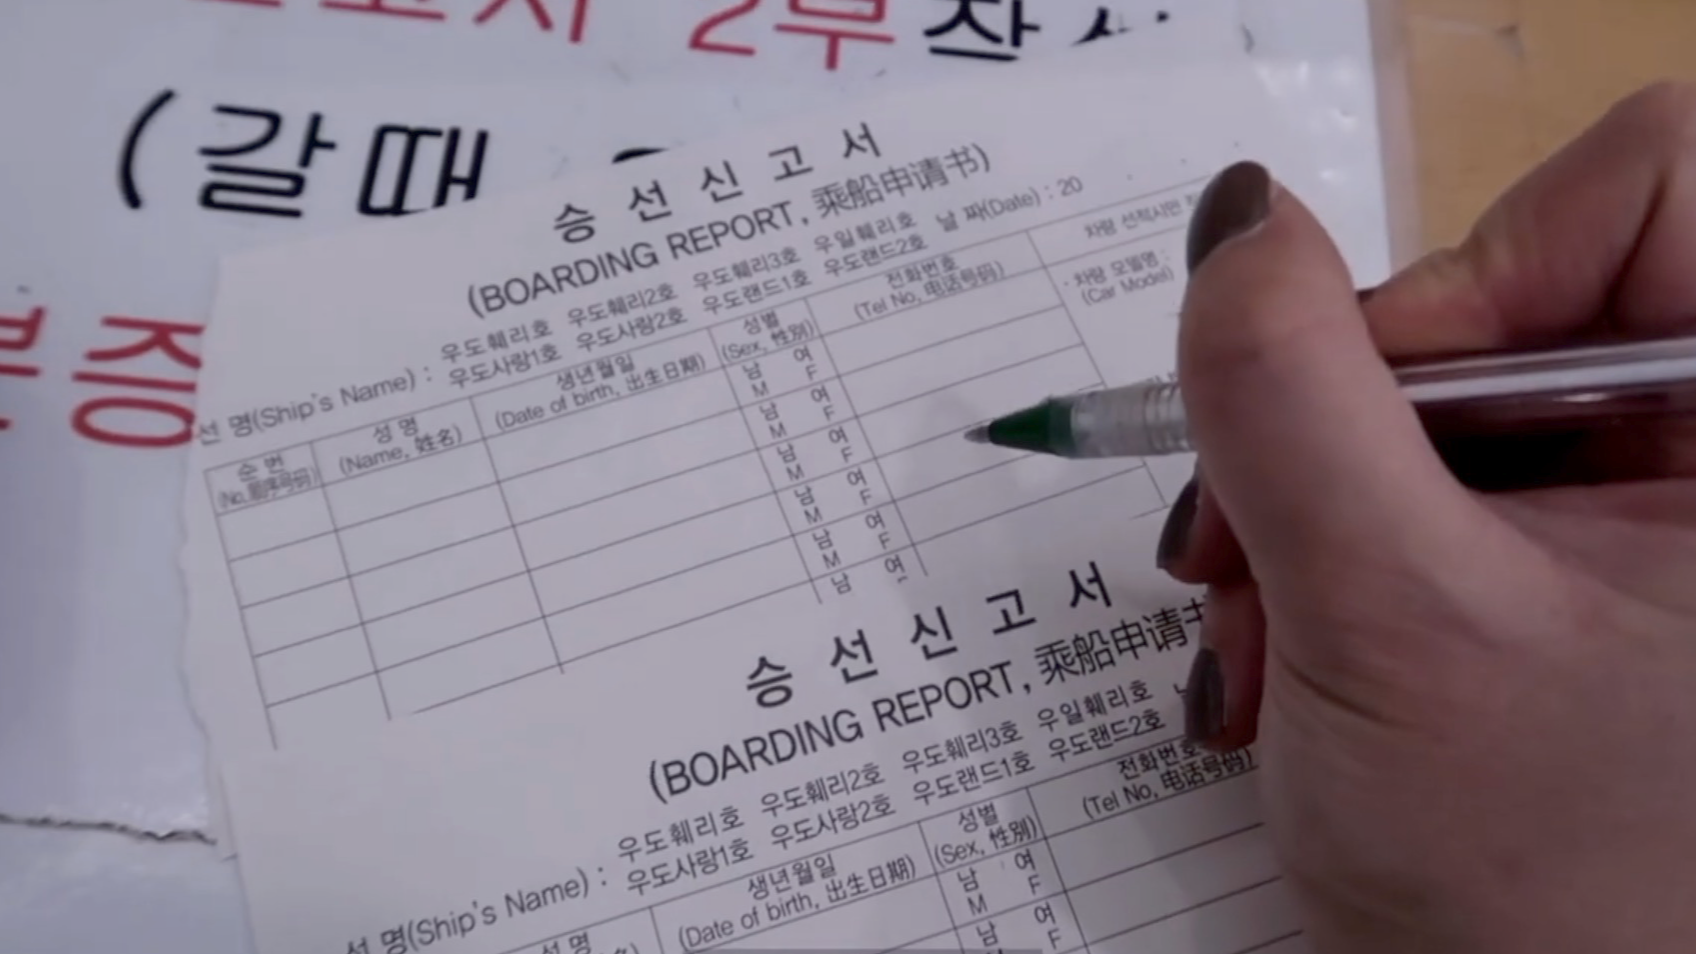 2부
(갈때
증
승선신고서
(BOARDING REPORT, 乘船申请书)
우도훼리호 우도훼리2호 우도훼리3호 우일훼리호 날 짜(Date) : 20
선 명(Ship's Name) : 우도사랑1호 우도사랑2호 우도랜드1호 우도랜드2호
순 번 성 명 생년월일 성별 전화번호
(No, (Name, 姓名) (Date of birth, 出生日期) (Sex, 性別) (Tel No, 电话号码)
차량
· 차량 모델명 :
(Car Model)
남 여
M F
남 여
M F
남 여
M F
남 여
M F
남 여
M F
남 여
승선신고서
(BOARDING REPORT, 乘船申请
우도훼리호 우도훼리2호 우도훼리3호 우일훼리호
선 명(Ship's Name) : 우도사랑1호 우도사랑2호 우도랜드1호 우도랜드2호
성 명 생년월일 성별 전화번호
(Date of birth, 出生日期) (Sex, 性別) (Tel No, 电话号码)
남 여
M F
남 여
F